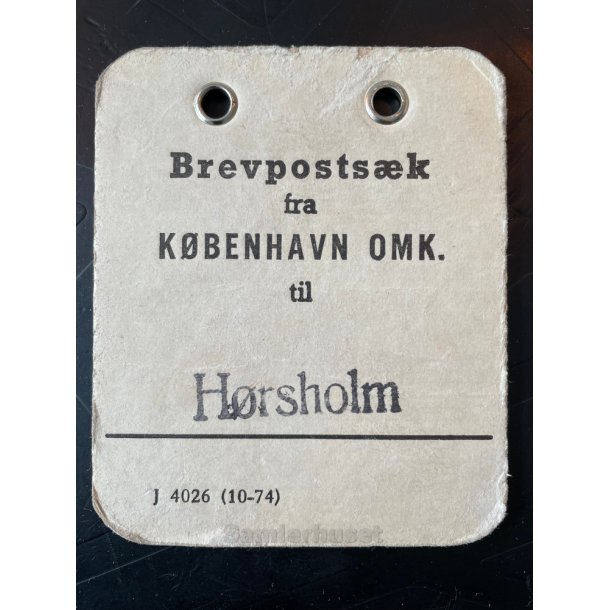 Brevpostsæk
fra
KØBENHAVN OMK.
til
Hørsholm
J 4026 (10-74)
Samlerhuset